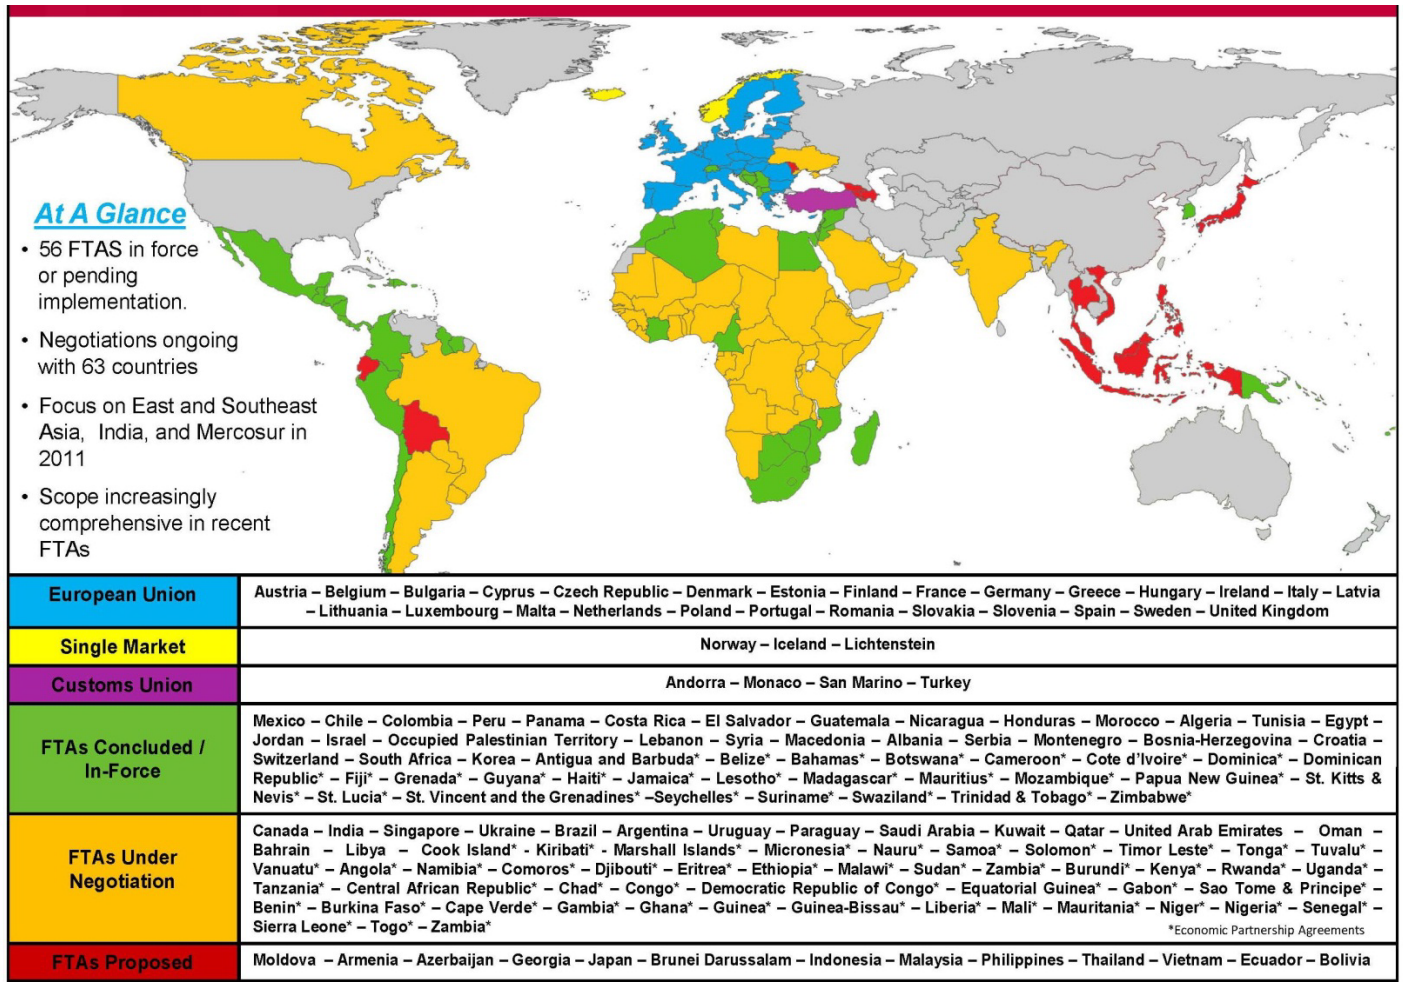 At A Glance
• 56 FTAS in force
or pending
implementation.
• Negotiations ongoing
with 63 countries
• Focus on East and Southeast
Asia, India, and Mercosur in
2011
• Scope increasingly
comprehensive in recent
FTAs
European Union
Austria – Belgium – Bulgaria – Cyprus – Czech Republic – Denmark – Estonia – Finland – France – Germany – Greece – Hungary – Ireland – Italy – Latvia
– Lithuania – Luxembourg – Malta – Netherlands – Poland – Portugal – Romania – Slovakia – Slovenia – Spain – Sweden – United Kingdom
Single Market
Norway – Iceland – Lichtenstein
Customs Union
Andorra – Monaco – San Marino – Turkey
FTAs Concluded /
In-Force
Mexico – Chile – Colombia – Peru – Panama – Costa Rica – El Salvador – Guatemala – Nicaragua – Honduras – Morocco – Algeria – Tunisia – Egypt –
Jordan – Israel – Occupied Palestinian Territory – Lebanon – Syria – Macedonia – Albania – Serbia – Montenegro – Bosnia-Herzegovina – Croatia –
Switzerland – South Africa – Korea – Antigua and Barbuda* – Belize* – Bahamas* – Botswana* – Cameroon* – Cote d'Ivoire* – Dominica* – Dominican
Republic* – Fiji* – Grenada* – Guyana* – Haiti* – Jamaica* – Lesotho* – Madagascar* – Mauritius* – Mozambique* – Papua New Guinea* – St. Kitts &
Nevis* – St. Lucia* – St. Vincent and the Grenadines* –Seychelles* – Suriname* – Swaziland* – Trinidad & Tobago* – Zimbabwe*
FTAs Under
Negotiation
Canada – India – Singapore – Ukraine – Brazil – Argentina – Uruguay – Paraguay – Saudi Arabia – Kuwait – Qatar – United Arab Emirates – Oman –
Bahrain – Libya – Cook Island* - Kiribati* - Marshall Islands* – Micronesia* – Nauru* – Samoa* – Solomon* – Timor Leste* – Tonga* – Tuvalu* –
Vanuatu* – Angola* – Namibia* – Comoros* – Djibouti* – Eritrea* – Ethiopia* – Malawi* – Sudan* – Zambia* – Burundi* – Kenya* – Rwanda* – Uganda* –
Tanzania* – Central African Republic* – Chad* – Congo* – Democratic Republic of Congo* – Equatorial Guinea* – Gabon* – Sao Tome & Principe* –
Benin* – Burkina Faso* – Cape Verde* – Gambia* – Ghana* – Guinea* – Guinea-Bissau* – Liberia* – Mali* – Mauritania* – Niger* – Nigeria* – Senegal* –
Sierra Leone* – Togo* – Zambia*
*Economic Partnership Agreements
FTAs Proposed
Moldova – Armenia – Azerbaijan – Georgia – Japan – Brunei Darussalam – Indonesia – Malaysia – Philippines – Thailand – Vietnam – Ecuador – Bolivia